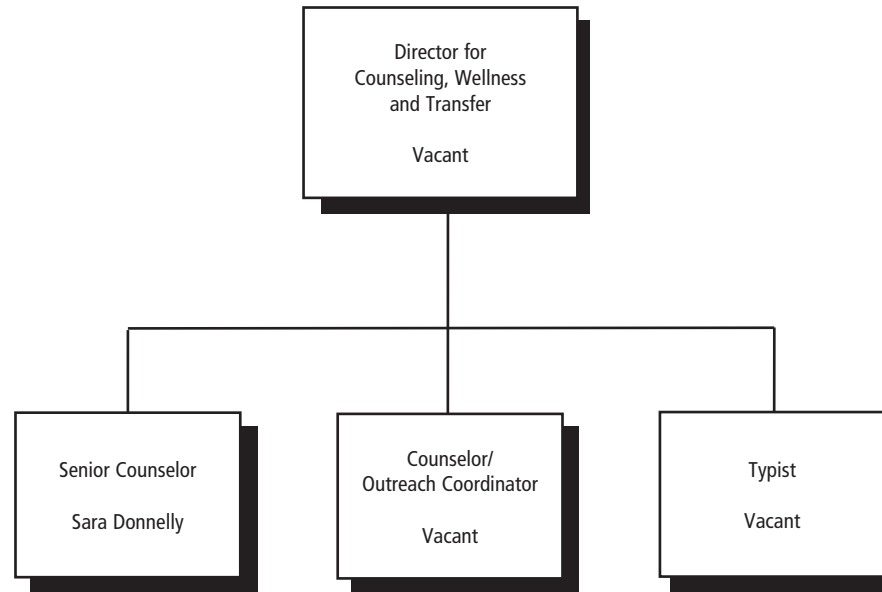 Director for
Counseling, Wellness
and Transfer
Vacant
Senior Counselor
Sara Donnelly
Counselor/
Outreach Coordinator
Vacant
Typist
Vacant